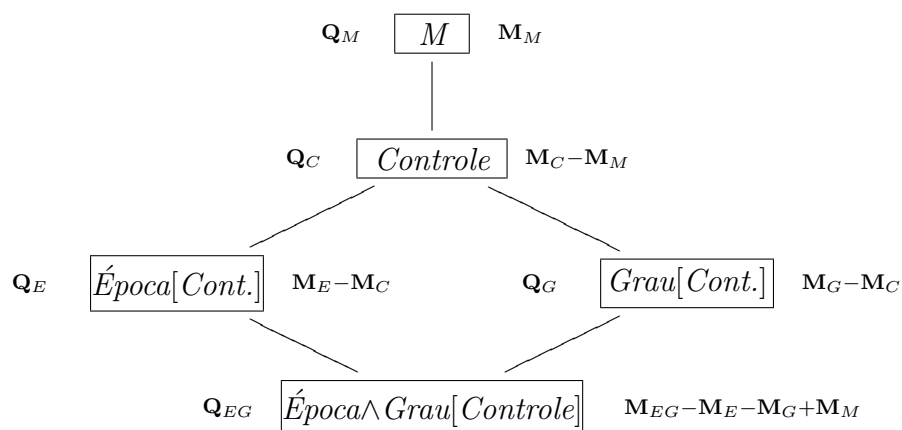 Q_M M M_M
Q_C Controle M_C−M_M
Q_E Época[Cont.] M_E−M_C Q_G Grau[Cont.] M_G−M_C
Q_EG Época∧Grau[Controle] M_EG−M_E−M_G+M_M